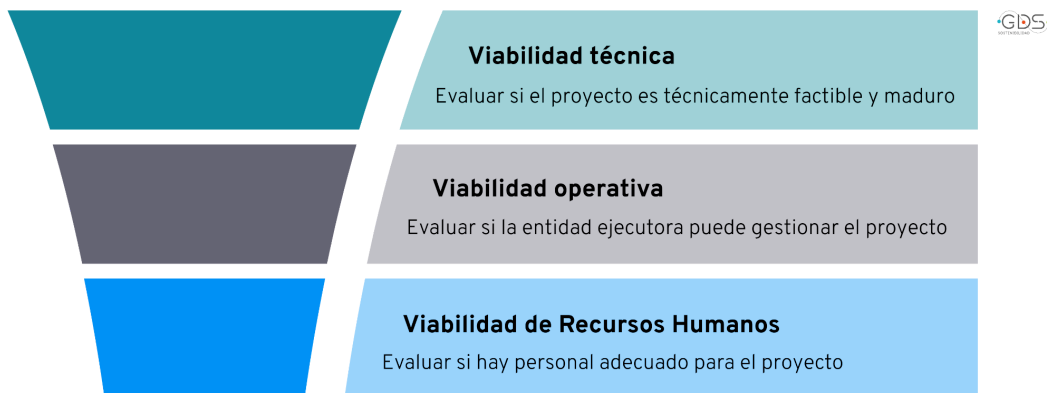 GDS
SOSTENIBILIDAD
Viabilidad técnica
Evaluar si el proyecto es técnicamente factible y maduro
Viabilidad operativa
Evaluar si la entidad ejecutora puede gestionar el proyecto
Viabilidad de Recursos Humanos
Evaluar si hay personal adecuado para el proyecto